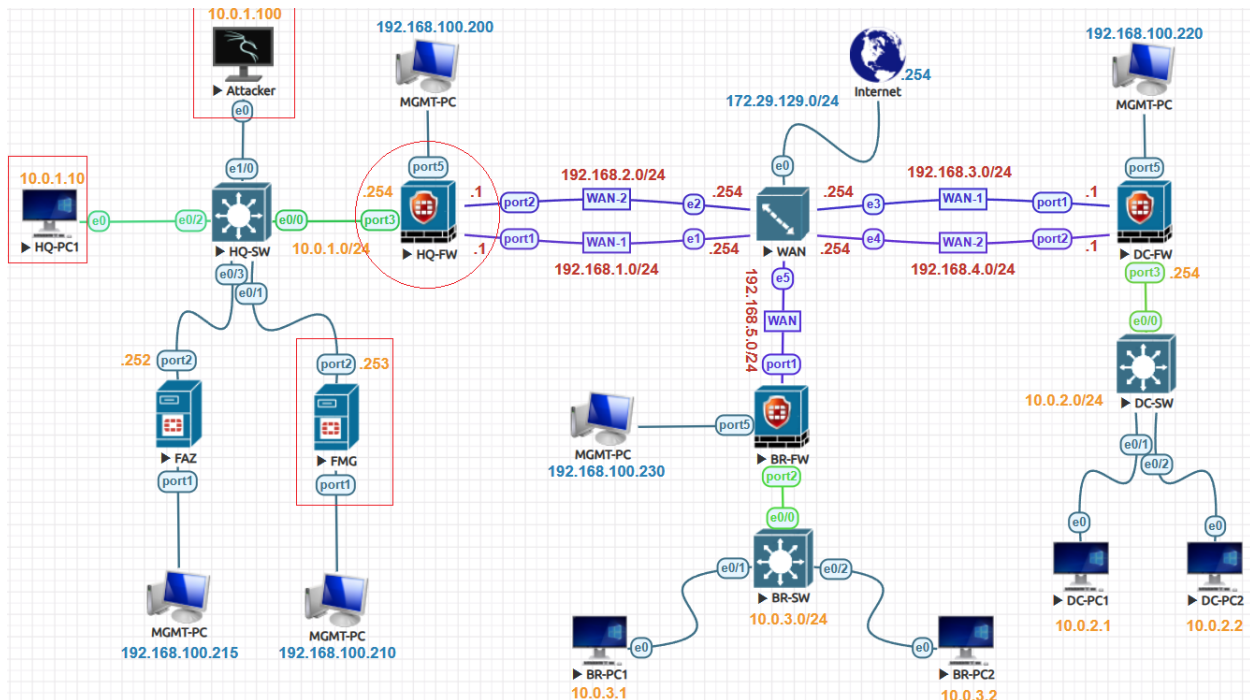 10.0.1.100
Attacker
e0
192.168.100.200
MGMT-PC
port5
Internet
.254
172.29.129.0/24
192.168.100.220
MGMT-PC
port5
10.0.1.10
e0
HQ-PC1
e1/0
e0/2
e0/0
HQ-SW
10.0.1.0/24
.254
port3
HQ-FW
.1
port2
192.168.2.0/24
WAN-2
e2
.254
.1
port1
WAN-1
192.168.1.0/24
e1
.254
e0
WAN
.254
e3
192.168.3.0/24
WAN-1
port1
.1
.254
e4
WAN-2
192.168.4.0/24
port2
.1
DC-FW
port3
.254
e0/0
10.0.2.0/24
DC-SW
e0/1
e0/2
e0
e0
DC-PC1
DC-PC2
10.0.2.1
10.0.2.2
e5
WAN
192.168.5.0/24
port1
BR-FW
port5
MGMT-PC
192.168.100.230
port2
e0/0
BR-SW
10.0.3.0/24
e0/1
e0/2
e0
e0
BR-PC1
BR-PC2
10.0.3.1
10.0.3.2
e0/3
e0/1
.252
port2
FAZ
port1
port2
.253
FMG
port1
MGMT-PC
192.168.100.215
MGMT-PC
192.168.100.210